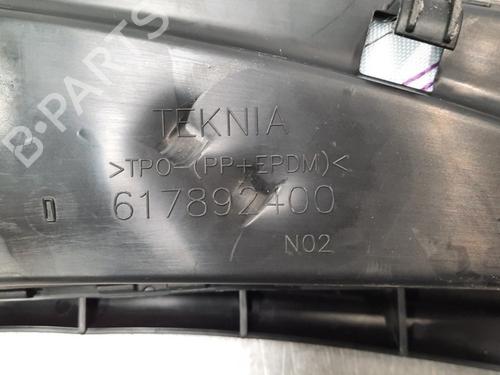 B-PARTS
TEKNIA
>TPO-(PP+EPDM)<
D 617892400
N02